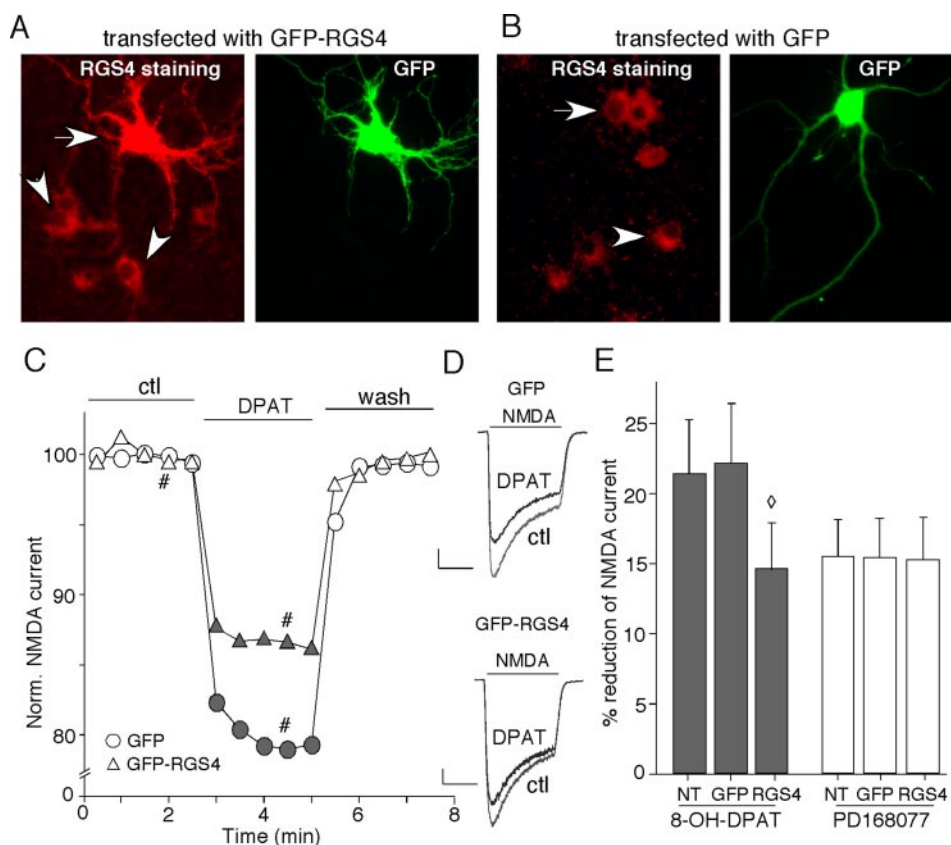 A
transfected with GFP-RGS4
RGS4 staining
GFP
B
transfected with GFP
RGS4 staining
GFP
C
ctl
DPAT
wash
Norm. NMDA current
100
90
80
0
#
#
#
GFP
GFP-RGS4
0 2 4 6 8
Time (min)
D
GFP
NMDA
DPAT
ctl
GFP-RGS4
NMDA
DPAT
ctl
E
% reduction of NMDA current
25
20
15
10
5
0
◊
NT GFP RGS4 NT GFP RGS4
8-OH-DPAT PD168077